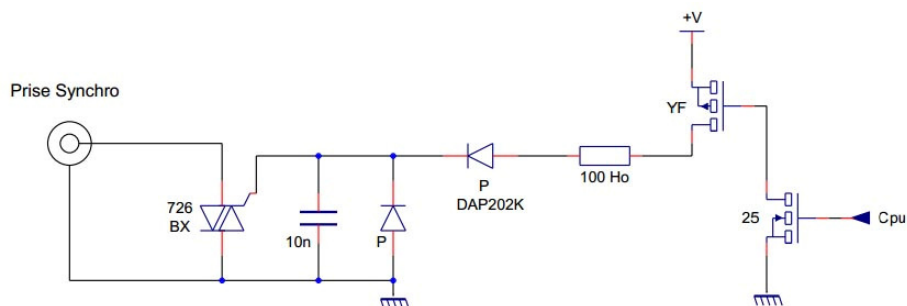 +V
Prise Synchro
YF
P
DAP202K
100 Ho
726
BX
10n
P
25
Cpu